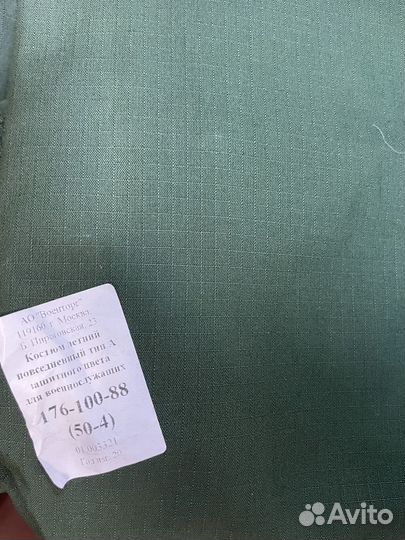 АО "Военторг"
119160 г. Москва,
Б. Пироговская, 23
Костюм летний
повседневный тип А
защитного цвета
для военнослужащих
176-100-88
(50-4)
Avito